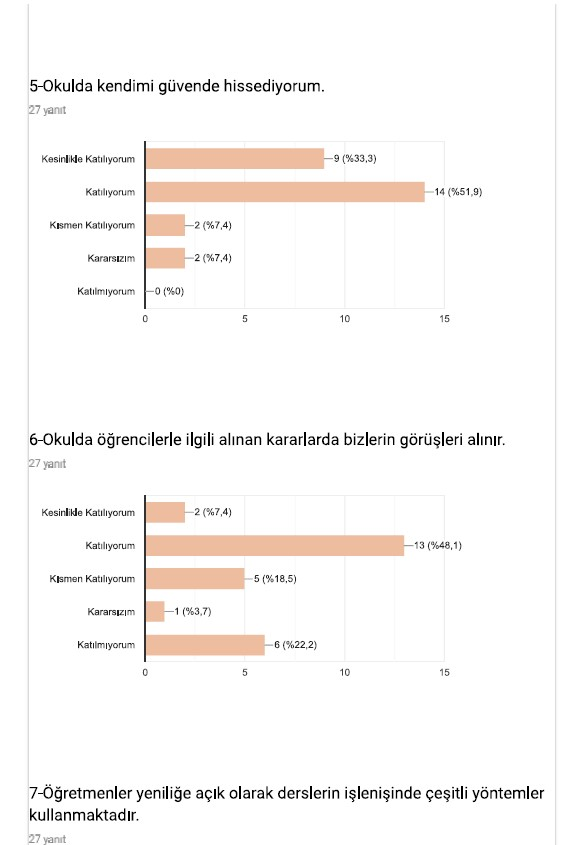 5-Okulda kendimi güvende hissediyorum.
27 yanıt
Kesinlikle Katılıyorum
9 (%33,3)
Katılıyorum
14 (%51,9)
Kısmen Katılıyorum
2 (%7,4)
Kararsızım
2 (%7,4)
Katılmıyorum
0 (%0)
0 5 10 15
6-Okulda öğrencilerle ilgili alınan kararlarda bizlerin görüşleri alınır.
27 yanıt
Kesinlikle Katılıyorum
2 (%7,4)
Katılıyorum
13 (%48,1)
Kısmen Katılıyorum
5 (%18,5)
Kararsızım
1 (%3,7)
Katılmıyorum
6 (%22,2)
0 5 10 15
7-Öğretmenler yeniliğe açık olarak derslerin işlenişinde çeşitli yöntemler
kullanmaktadır.
27 yanıt